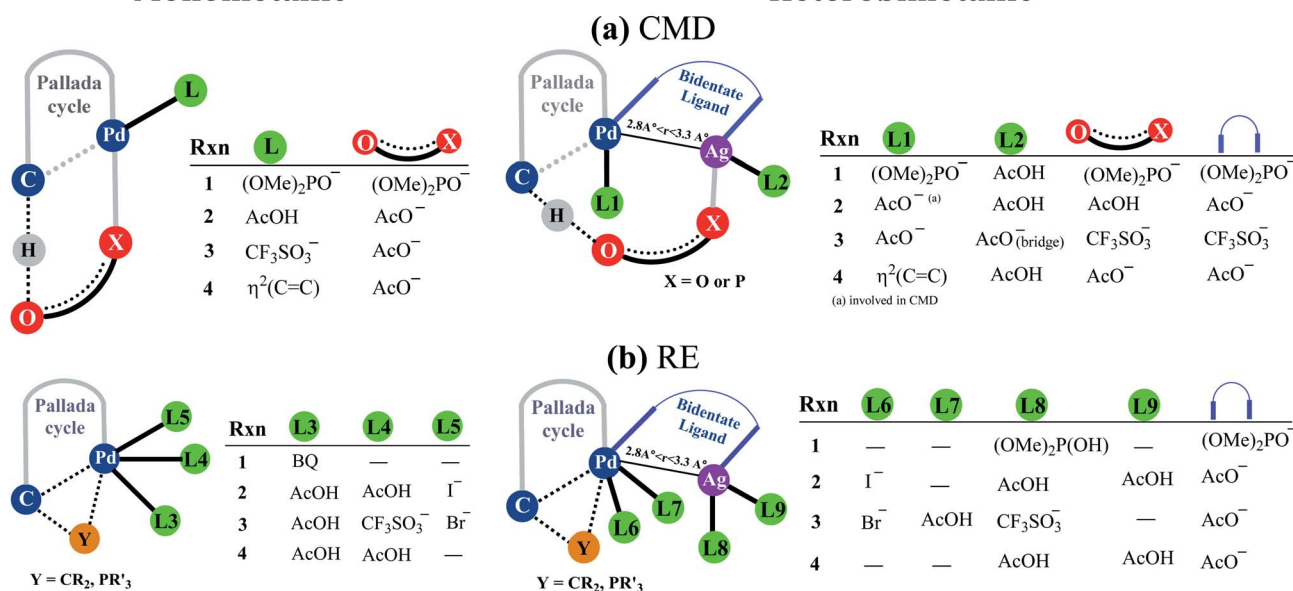 (a) CMD
Pallada
cycle
L
Pd
C
H
O
X
Rxn L O X
1 (OMe)₂PO⁻ (OMe)₂PO⁻
2 AcOH AcO⁻
3 CF₃SO₃⁻ AcO⁻
4 η²(C=C) AcO⁻
Pallada
cycle
Bidentate
Ligand
2.8A°<r<3.3 A°
Pd
Ag
C
L1
L2
H
X
O
X = O or P
Rxn L1 L2 O X
1 (OMe)₂PO⁻ AcOH (OMe)₂PO⁻ (OMe)₂PO⁻
2 AcO⁻ (a) AcOH AcOH AcO⁻
3 AcO⁻ AcO⁻(bridge) CF₃SO₃⁻ CF₃SO₃⁻
4 η²(C=C) AcOH AcO⁻ AcO⁻
(a) involved in CMD
(b) RE
Pallada
cycle
L5
Pd
L4
C
L3
Y
Y = CR₂, PR'₃
Rxn L3 L4 L5
1 BQ — —
2 AcOH AcOH I⁻
3 AcOH CF₃SO₃⁻ Br⁻
4 AcOH AcOH —
Pallada
cycle
Bidentate
Ligand
2.8A°<r<3.3 A°
Pd
Ag
C
L7
L9
L6
Y
L8
Y = CR₂, PR'₃
Rxn L6 L7 L8 L9
1 — — (OMe)₂P(OH) — (OMe)₂PO⁻
2 I⁻ — AcOH AcOH AcO⁻
3 Br⁻ AcOH CF₃SO₃⁻ — AcO⁻
4 — — AcOH AcOH AcO⁻